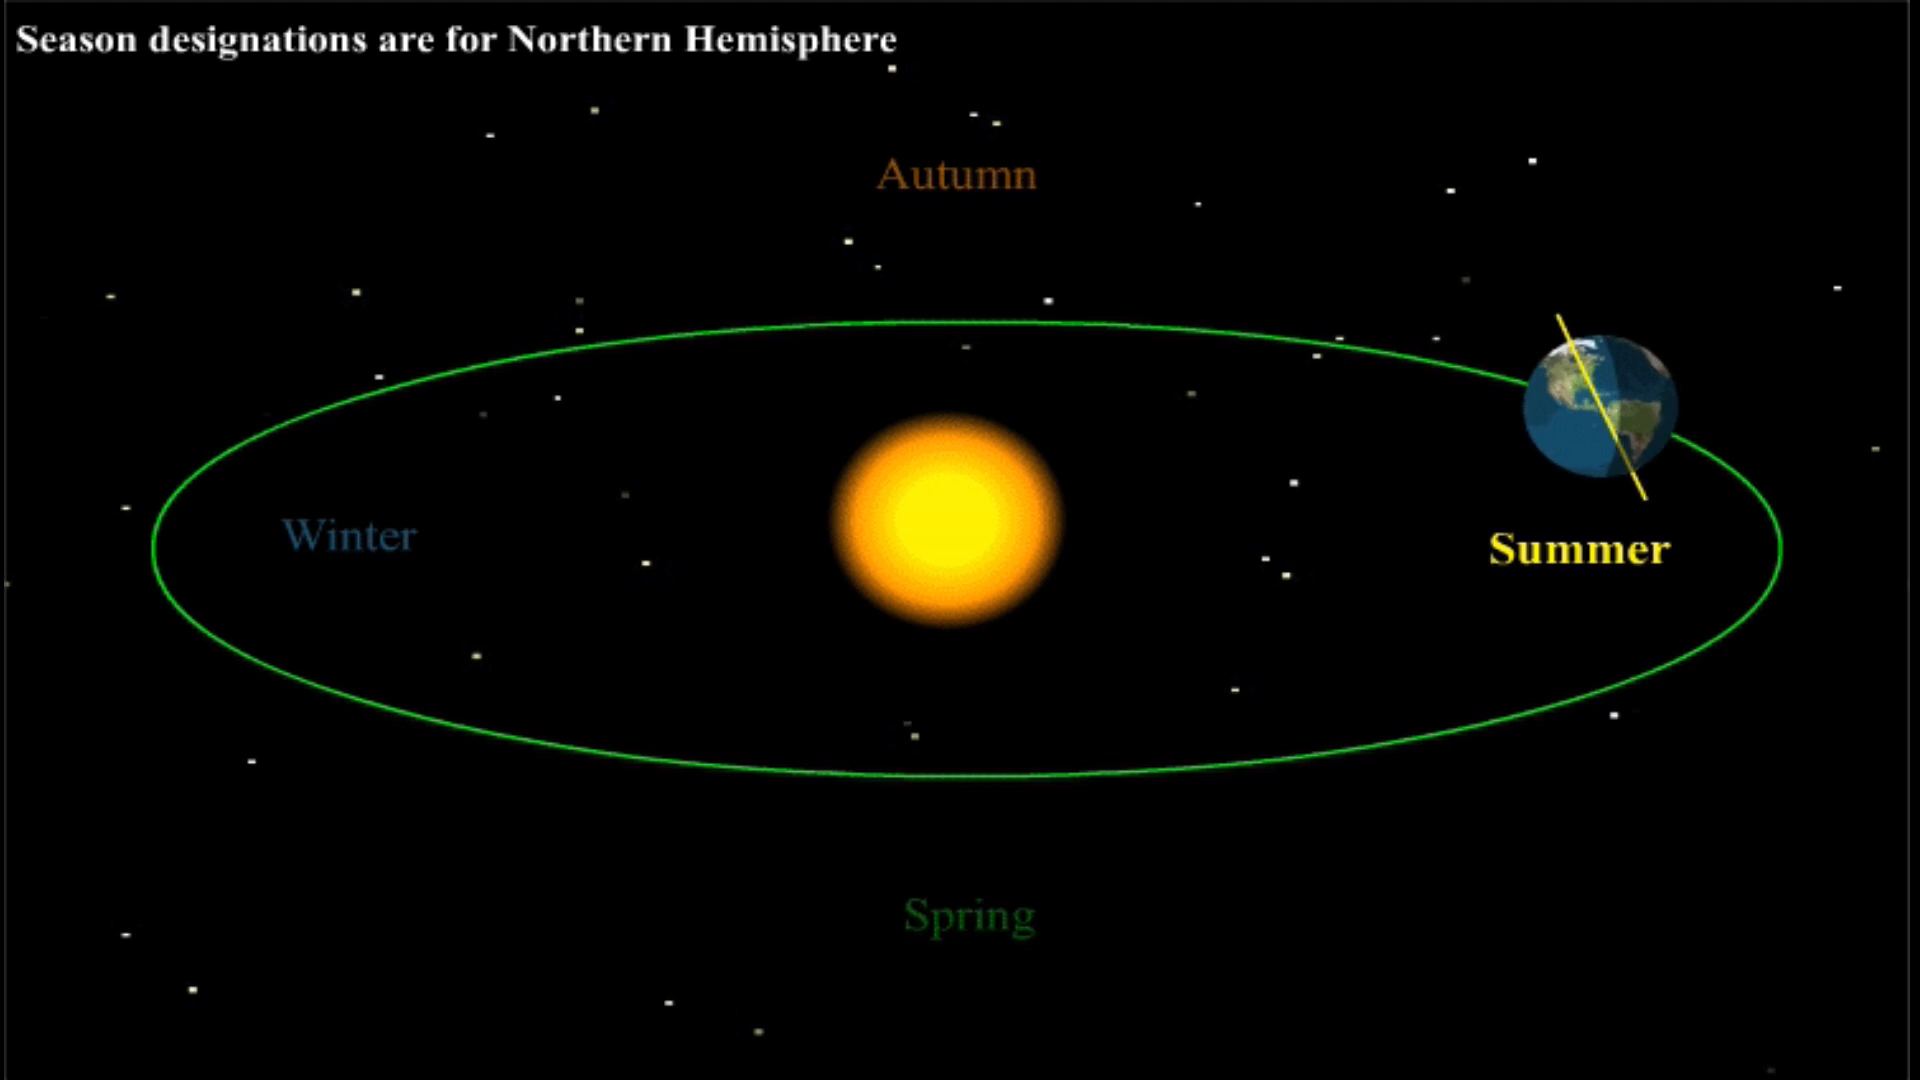 Season designations are for Northern Hemisphere
Autumn
Winter
Summer
Spring